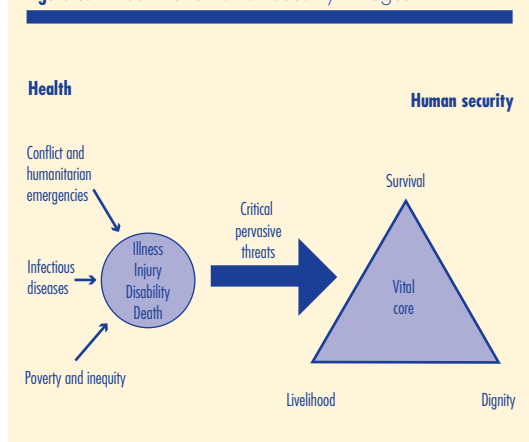 Health
Human security
Conflict and
humanitarian
emergencies
Infectious
diseases
Poverty and inequity
Illness
Injury
Disability
Death
Critical
pervasive
threats
Survival
Vital
core
Livelihood
Dignity